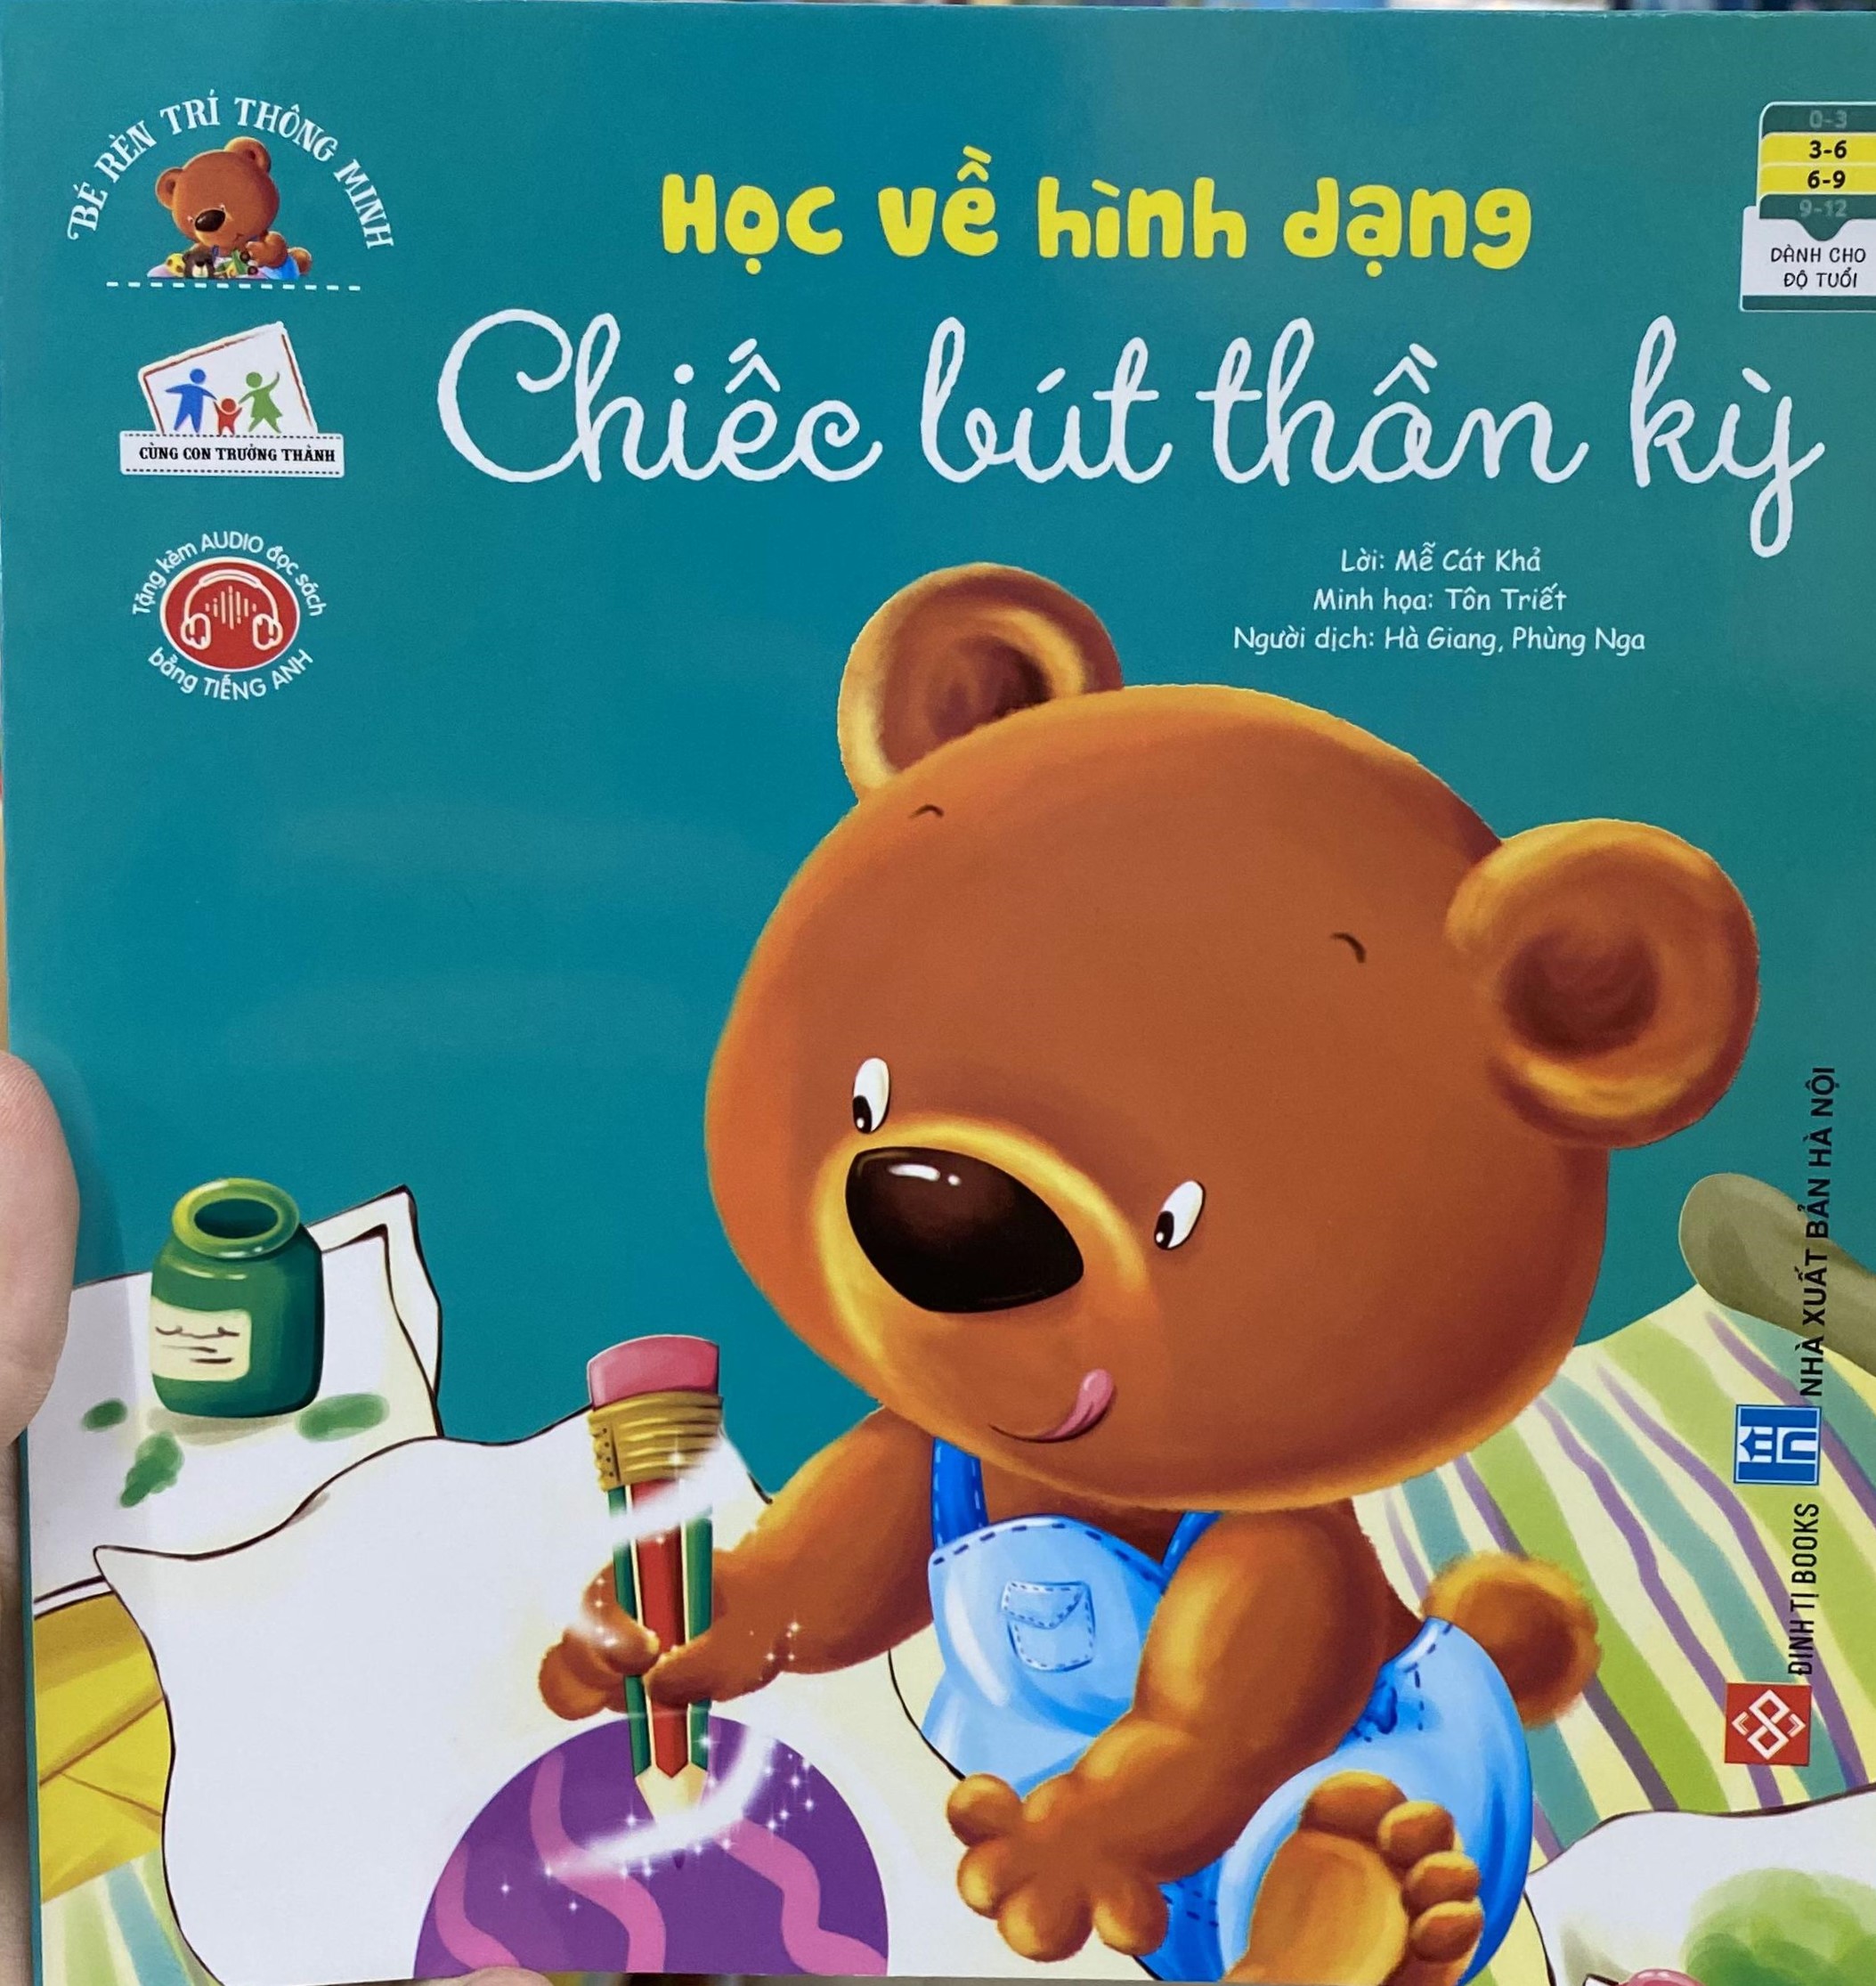 BÉ RÈN TRÍ THÔNG MINH
0-3
3-6
6-9
9-12
DÀNH CHO
ĐỘ TUỔI
Học về hình dạng
Chiếc bút thần kỳ
CÙNG CON TRƯỞNG THÀNH
Tặng kèm AUDIO đọc sách
bằng TIẾNG ANH
Lời: Mễ Cát Khả
Minh họa: Tôn Triết
Người dịch: Hà Giang, Phùng Nga
NHÀ XUẤT BẢN HÀ NỘI
ĐINH TỊ BOOKS